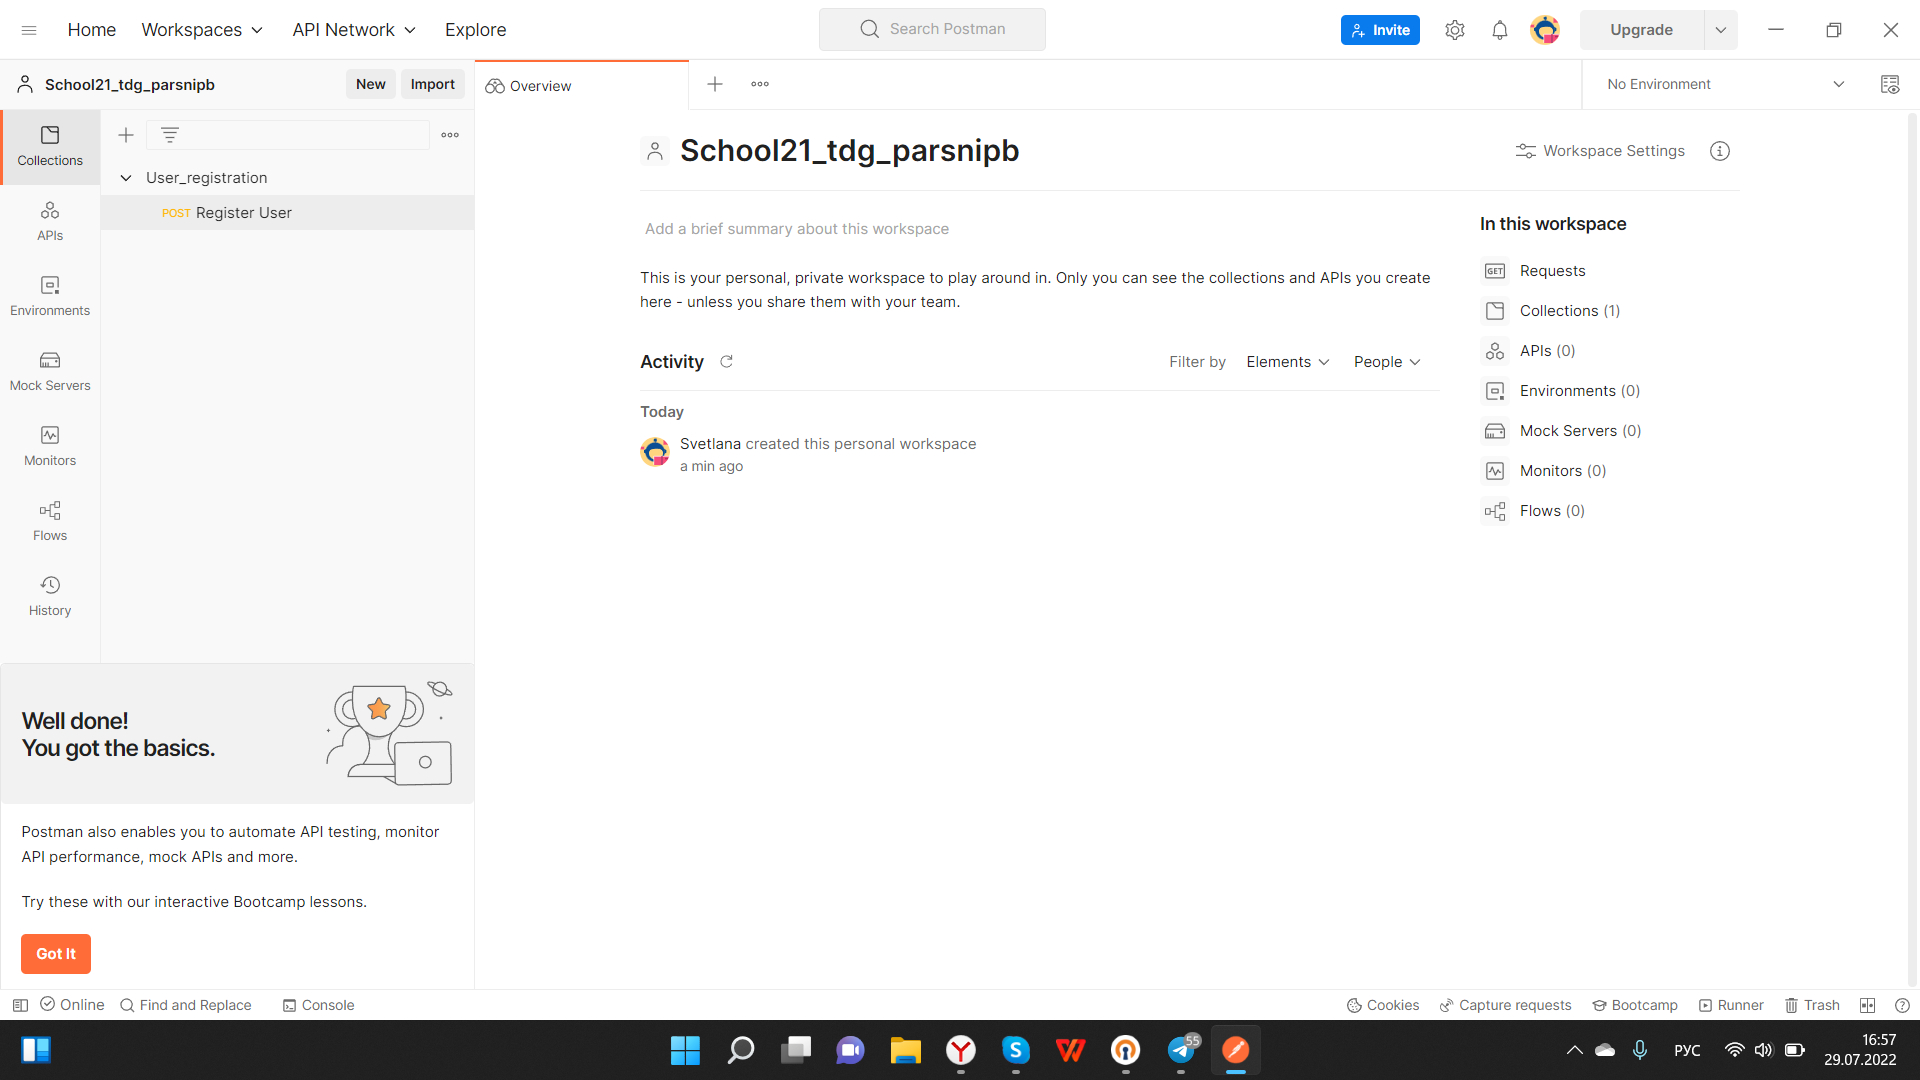 Home
Workspaces
API Network
Explore
Search Postman
Invite
Upgrade
School21_tdg_parsnipb
New
Import
Overview
No Environment
Collections
APIs
Environments
Mock Servers
Monitors
Flows
History
User_registration
POST Register User
School21_tdg_parsnipb
Workspace Settings
Add a brief summary about this workspace
This is your personal, private workspace to play around in. Only you can see the collections and APIs you create
here - unless you share them with your team.
Activity
Filter by
Elements
People
Today
Svetlana created this personal workspace
a min ago
In this workspace
GET Requests
Collections (1)
APIs (0)
Environments (0)
Mock Servers (0)
Monitors (0)
Flows (0)
Well done!
You got the basics.
Postman also enables you to automate API testing, monitor
API performance, mock APIs and more.
Try these with our interactive Bootcamp lessons.
Got It
Online
Find and Replace
Console
Cookies
Capture requests
Bootcamp
Runner
Trash
55
РУС
16:57
29.07.2022